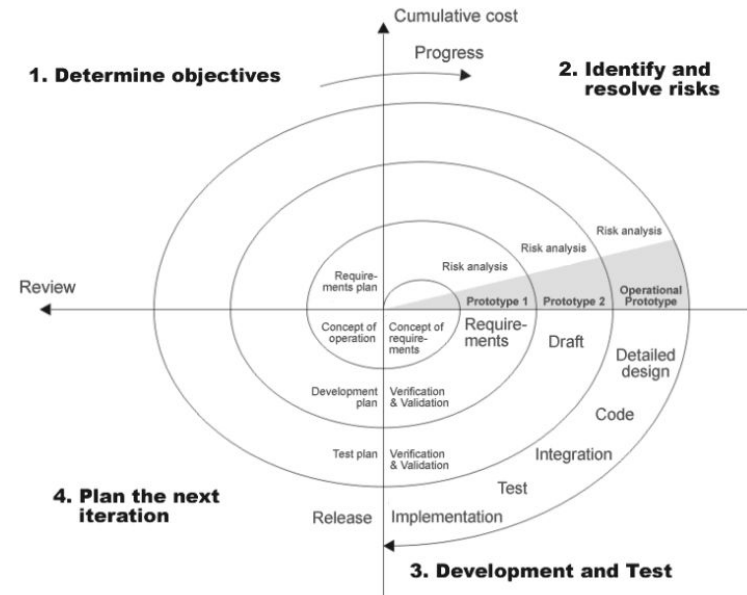 Cumulative cost
Progress
1. Determine objectives
2. Identify and
resolve risks
Risk analysis
Risk analysis
Risk analysis
Require-
ments plan
Review
Prototype 1
Prototype 2
Operational
Prototype
Concept of
operation
Concept of
require-
ments
Require-
ments
Draft
Detailed
design
Development
plan
Verification
& Validation
Code
Test plan
Verification
& Validation
Integration
Test
4. Plan the next
iteration
Release
Implementation
3. Development and Test